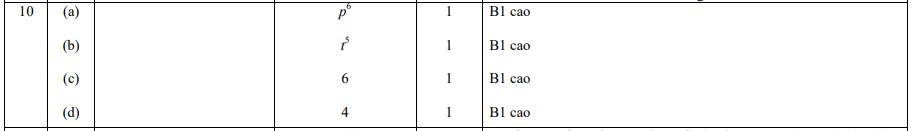 10 (a) p⁶ 1 B1 cao
(b) t⁵ 1 B1 cao
(c) 6 1 B1 cao
(d) 4 1 B1 cao